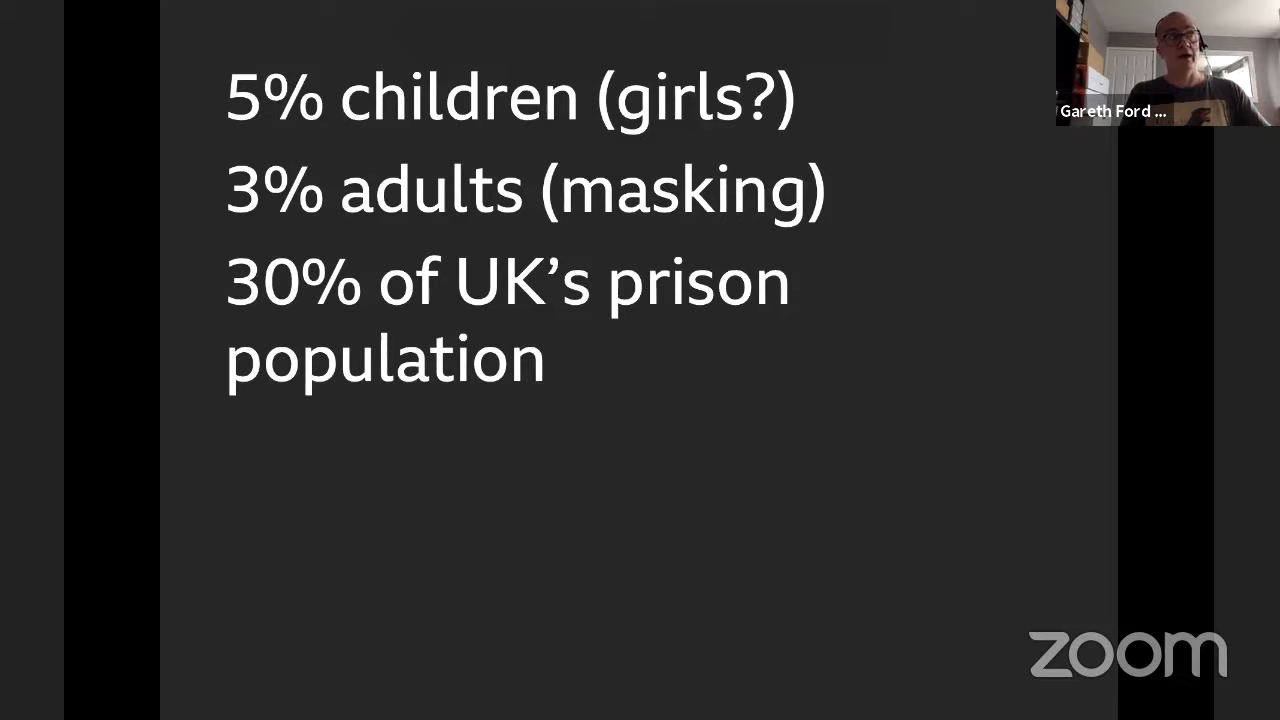 5% children (girls?)
3% adults (masking)
30% of UK’s prison
population
Gareth Ford ...
zoom